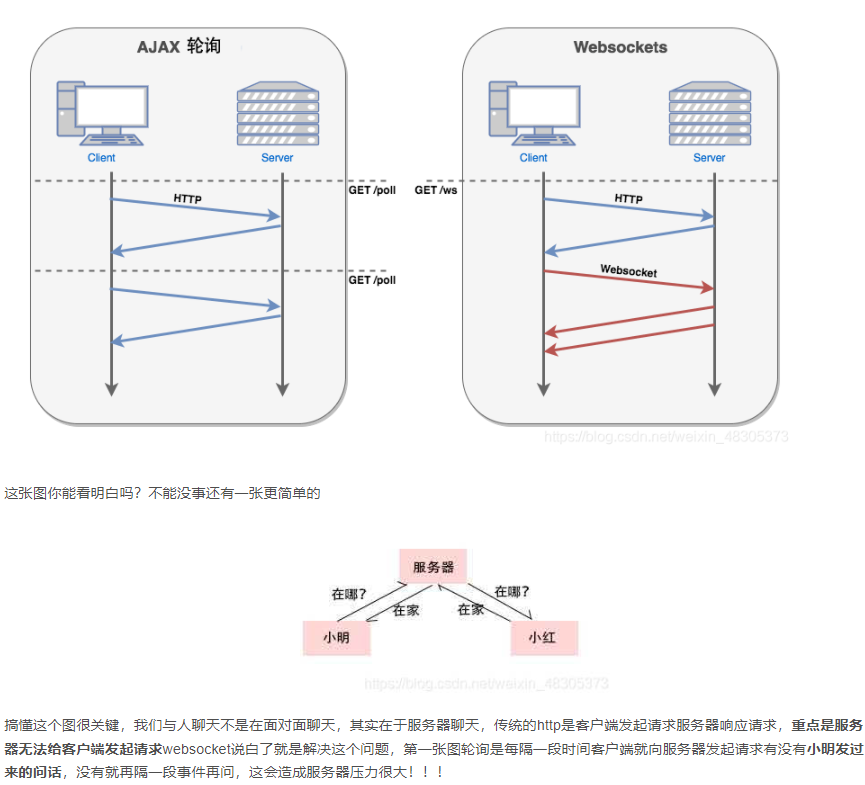 AJAX 轮询
Websockets
Client
Server
Client
Server
GET /poll
GET /ws
HTTP
HTTP
Websocket
GET /poll
https://blog.csdn.net/weixin_48305373
这张图你能看明白吗？不能没事还有一张更简单的
服务器
在哪？
在哪？
在家
在家
小明
小红
https://blog.csdn.net/weixin_48305373
搞懂这个图很关键，我们与人聊天不是在面对面聊天，其实在于服务器聊天，传统的http是客户端发起请求服务器响应请求，重点是服务
器无法给客户端发起请求websocket说白了就是解决这个问题，第一张图轮询是每隔一段时间客户端就向服务器发起请求有没有小明发过
来的问话，没有就再隔一段事件再问，这会造成服务器压力很大！！！